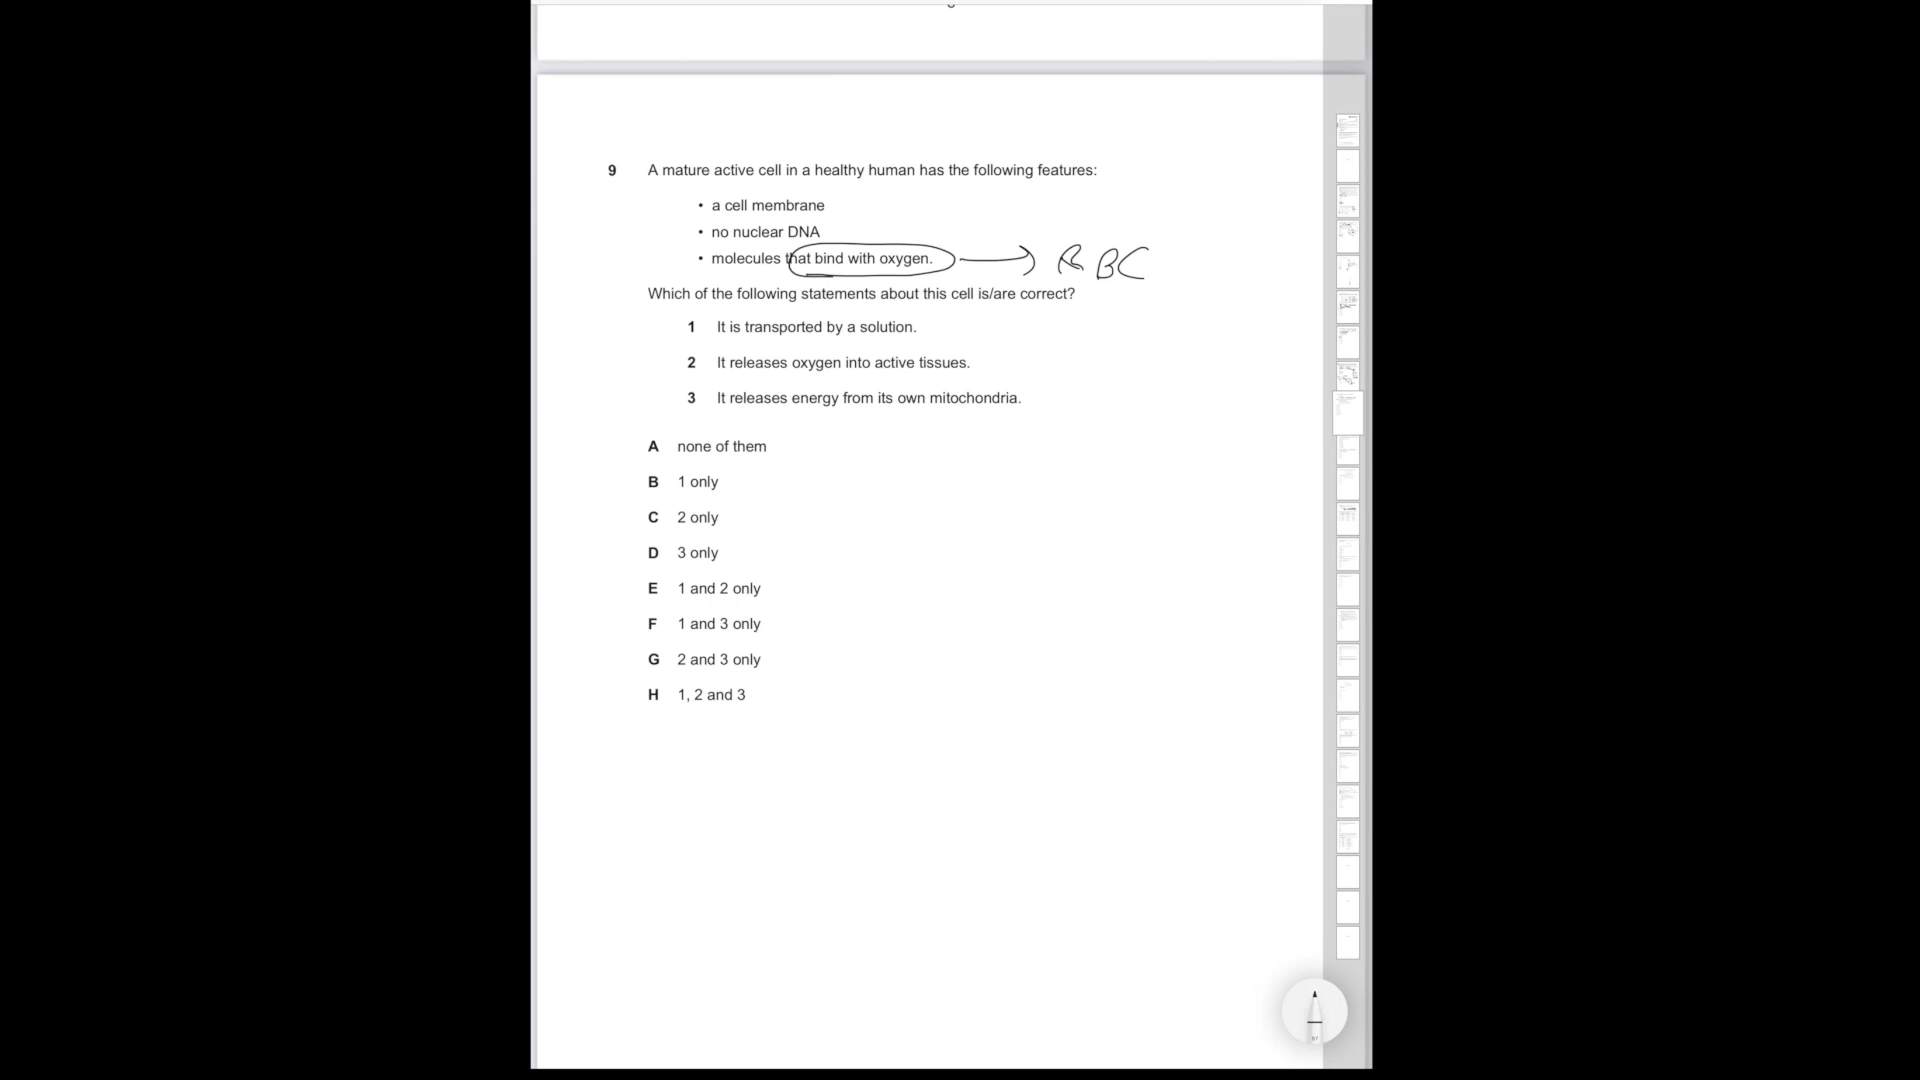 9 A mature active cell in a healthy human has the following features:
• a cell membrane
• no nuclear DNA
• molecules that bind with oxygen. RBC
Which of the following statements about this cell is/are correct?
1 It is transported by a solution.
2 It releases oxygen into active tissues.
3 It releases energy from its own mitochondria.
A none of them
B 1 only
C 2 only
D 3 only
E 1 and 2 only
F 1 and 3 only
G 2 and 3 only
H 1, 2 and 3